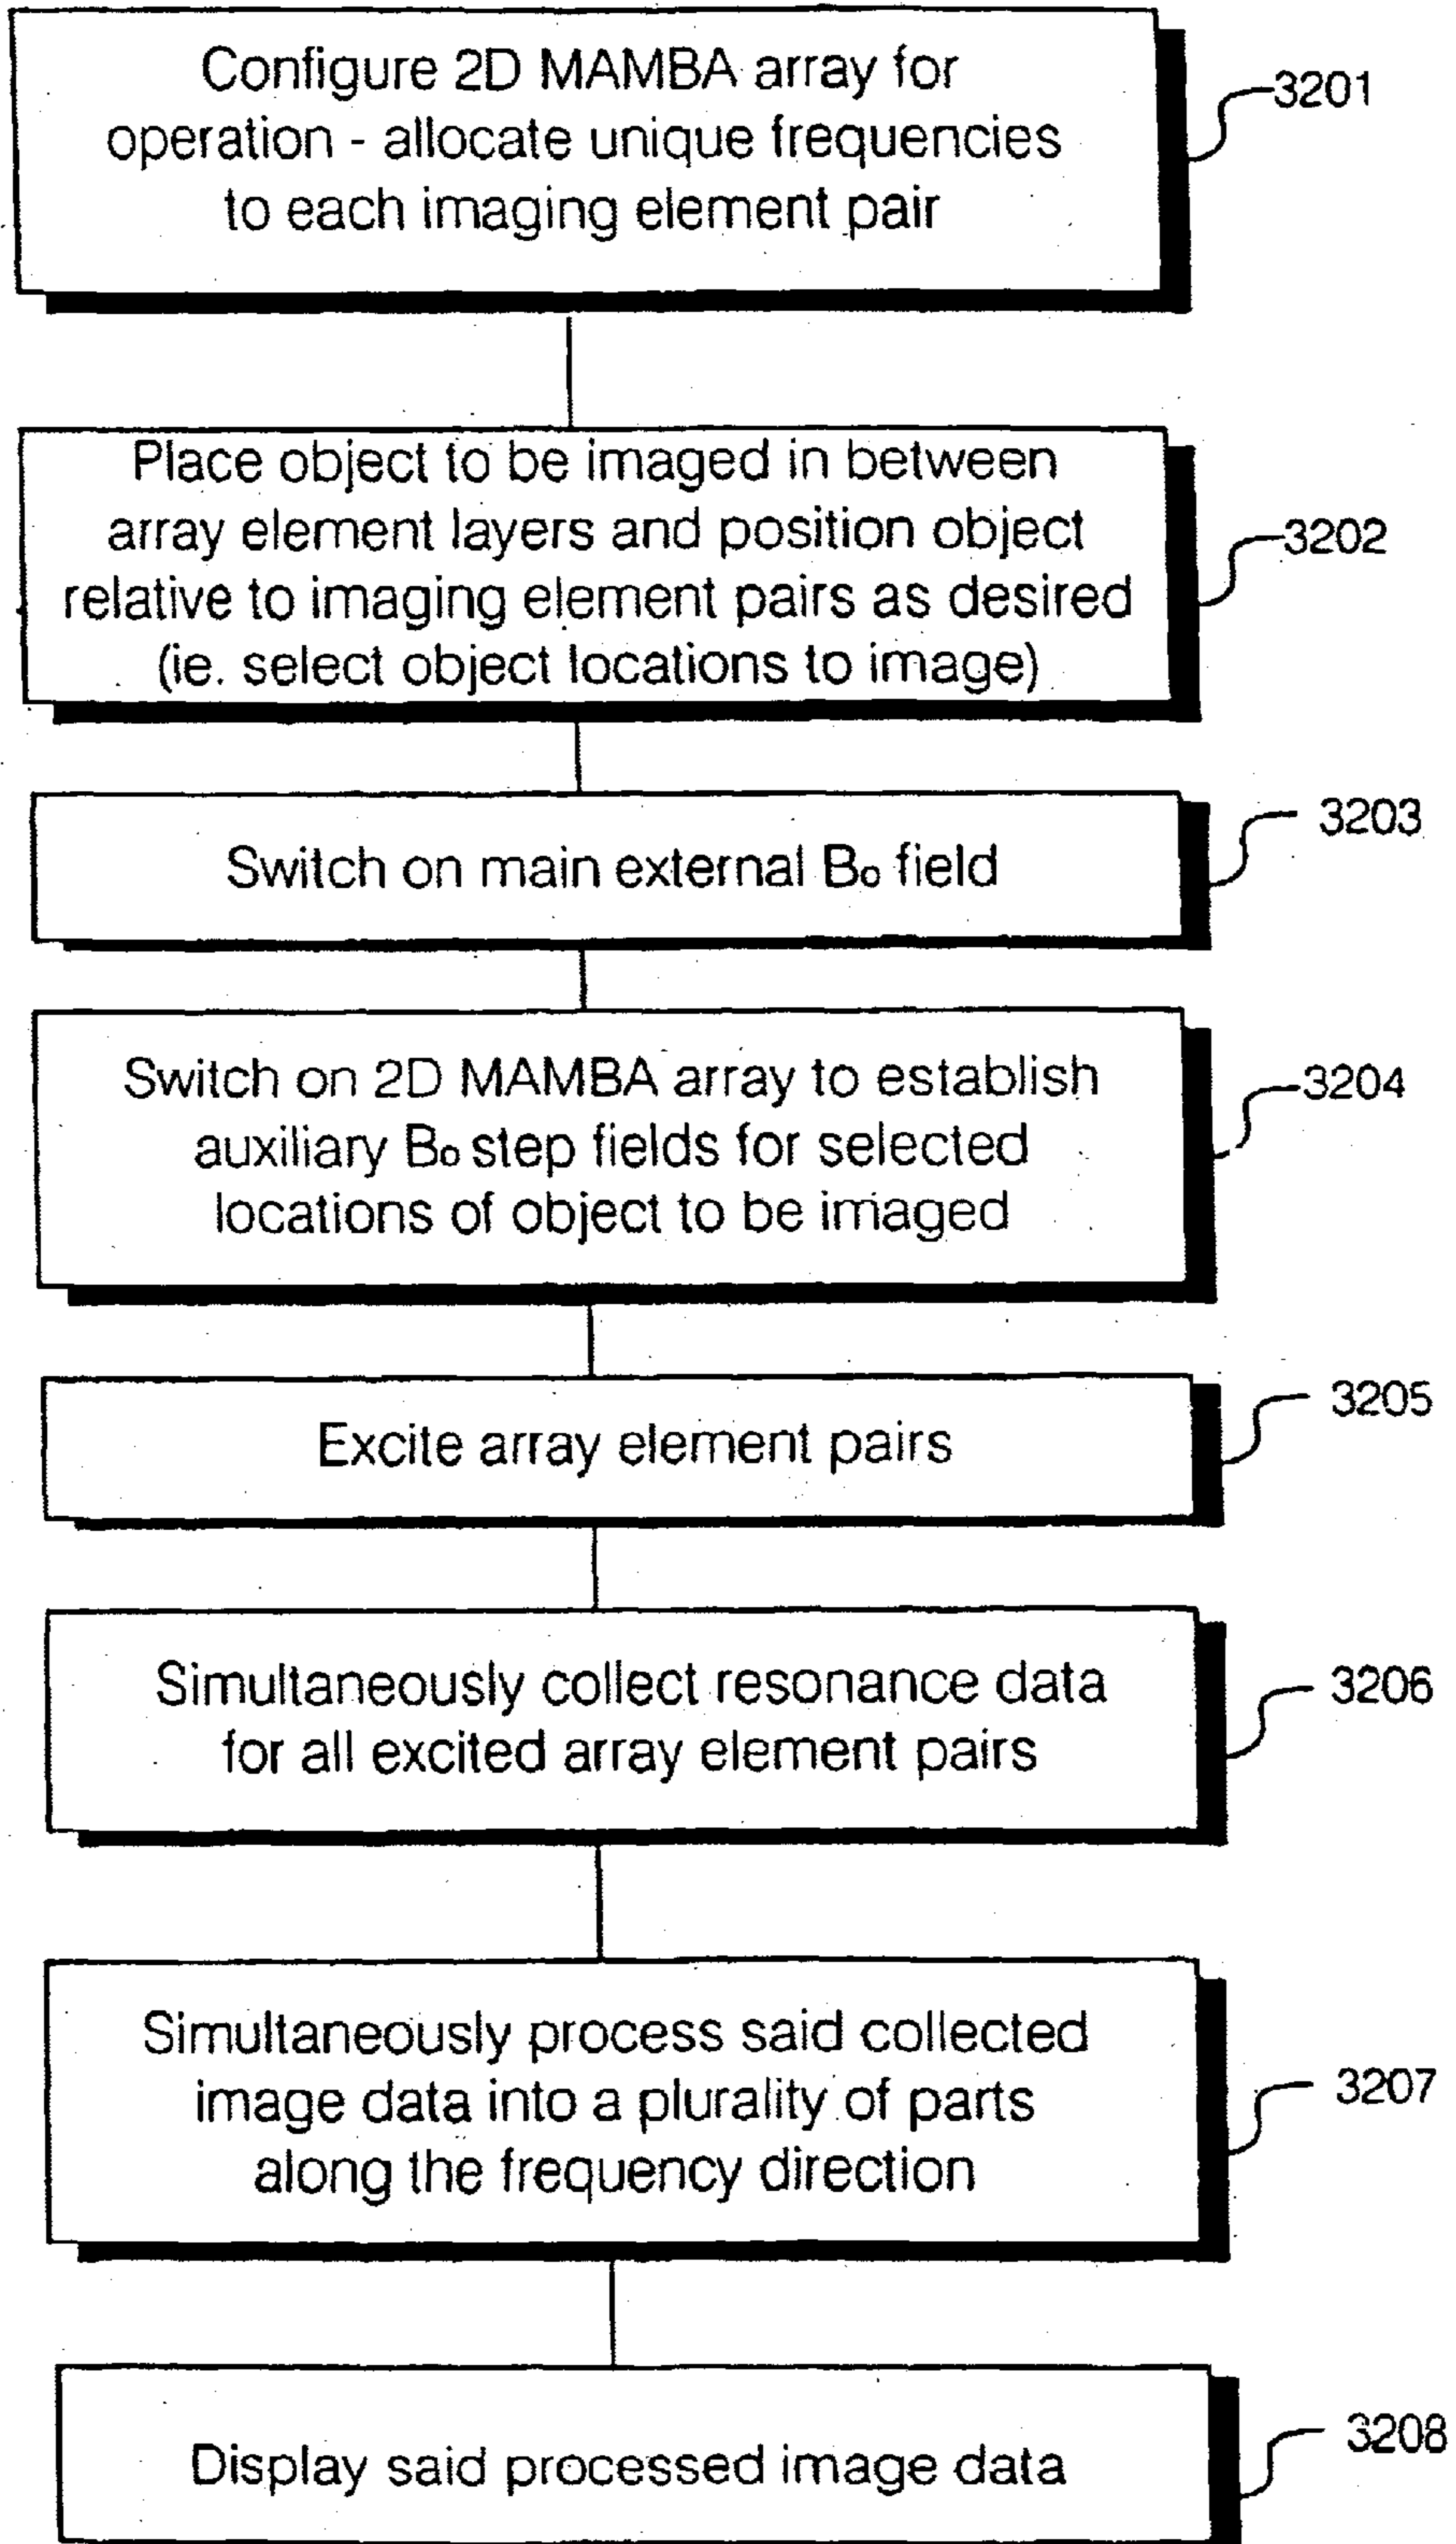 Configure 2D MAMBA array for
operation - allocate unique frequencies
to each imaging element pair
3201
Place object to be imaged in between
array element layers and position object
relative to imaging element pairs as desired
(ie. select object locations to image)
3202
Switch on main external B₀ field
3203
Switch on 2D MAMBA array to establish
auxiliary B₀ step fields for selected
locations of object to be imaged
3204
Excite array element pairs
3205
Simultaneously collect resonance data
for all excited array element pairs
3206
Simultaneously process said collected
image data into a plurality of parts
along the frequency direction
3207
Display said processed image data
3208